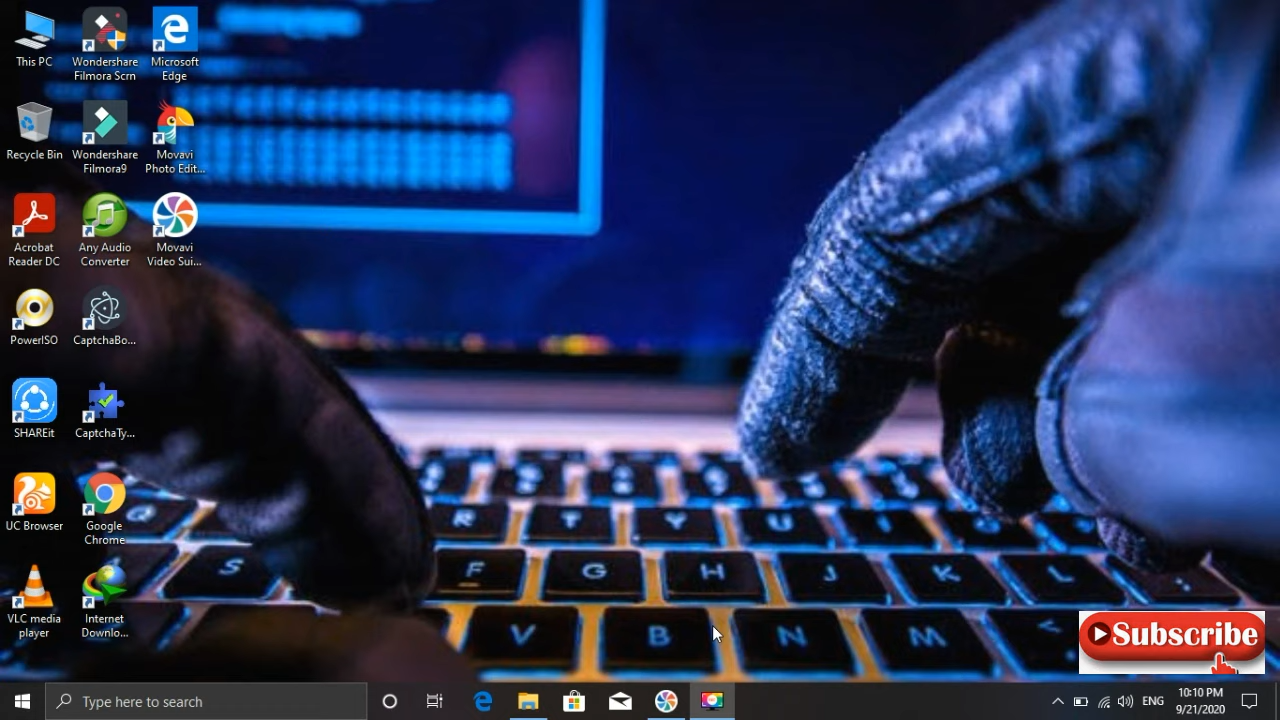 This PC
Wondershare
Filmora Scrn
Microsoft
Edge
Recycle Bin
Wondershare
Filmora9
Movavi
Photo Edit...
Acrobat
Reader DC
Any Audio
Converter
Movavi
Video Sui...
PowerISO
CaptchaBo...
SHAREit
CaptchaTy...
UC Browser
Google
Chrome
VLC media
player
Internet
Downlo...
Q
R T Y U I
S F G H J K L ;
V B N M <
Subscribe
Type here to search
ENG
10:10 PM
9/21/2020